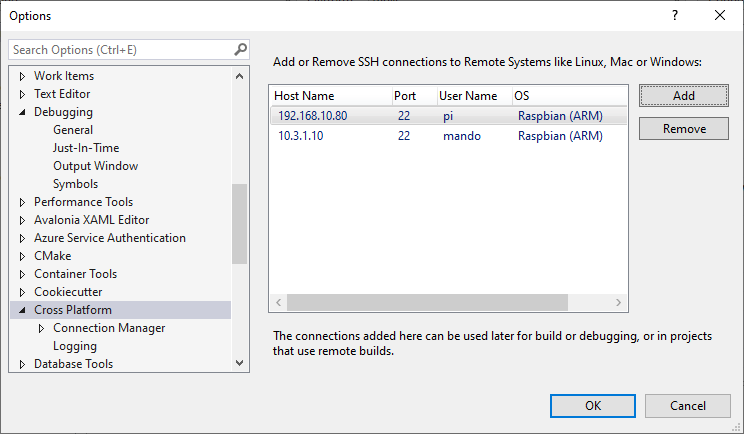 Options
Search Options (Ctrl+E)
Work Items
Text Editor
Debugging
General
Just-In-Time
Output Window
Symbols
Performance Tools
Avalonia XAML Editor
Azure Service Authentication
CMake
Container Tools
Cookiecutter
Cross Platform
Connection Manager
Logging
Database Tools
Add or Remove SSH connections to Remote Systems like Linux, Mac or Windows:
Host Name Port User Name OS
192.168.10.80 22 pi Raspbian (ARM)
10.3.1.10 22 mando Raspbian (ARM)
Add
Remove
The connections added here can be used later for build or debugging, or in projects
that use remote builds.
OK
Cancel